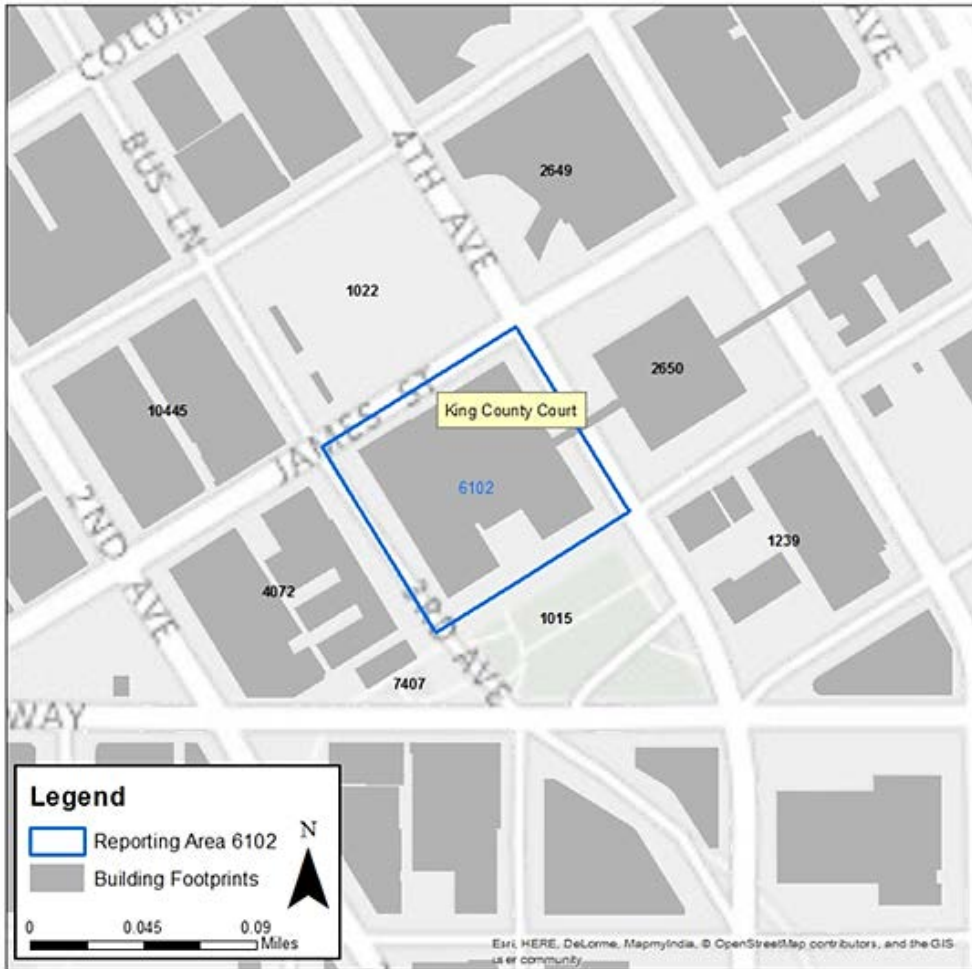 COLUM
AVE
BUS LN
4TH AVE
2649
1022
2650
10445
JAMES ST
King County Court
6102
2ND AVE
1239
4072
3RD AVE
1015
7407
WAY
Legend
Reporting Area 6102
Building Footprints
N
0 0.045 0.09
Miles
Esri, HERE, DeLorme, MapmyIndia, © OpenStreetMap contributors, and the GIS
user community